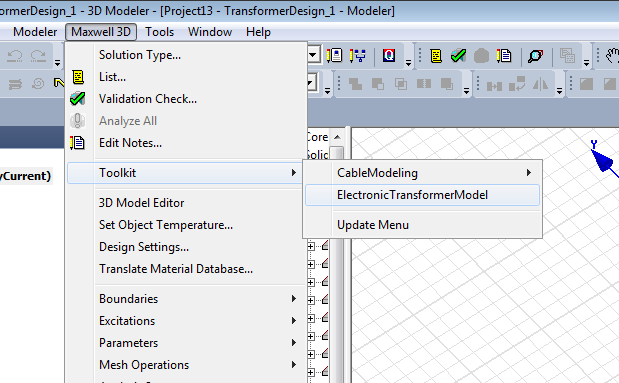 ormerDesign_1 - 3D Modeler - [Project13 - TransformerDesign_1 - Modeler]
Modeler Maxwell 3D Tools Window Help
Solution Type...
List...
Validation Check...
Analyze All
Edit Notes...
Core
Solid
yCurrent)
Toolkit
CableModeling
ElectronicTransformerModel
Update Menu
3D Model Editor
Set Object Temperature...
Design Settings...
Translate Material Database...
Boundaries
Excitations
Parameters
Mesh Operations
Y